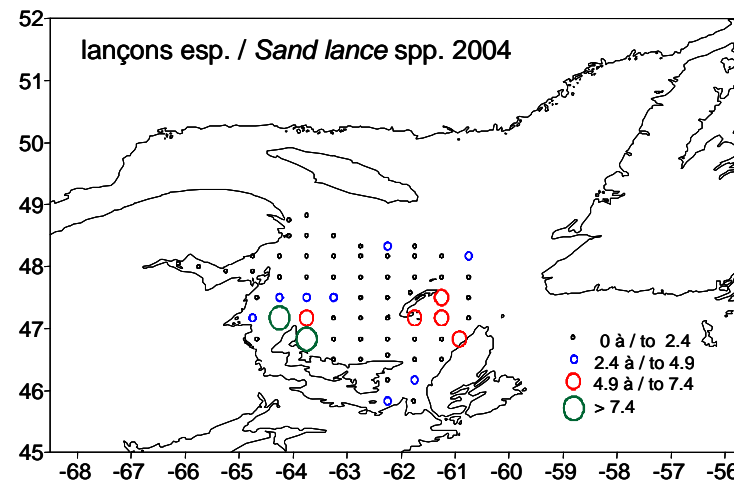 lançons esp. / Sand lance spp. 2004
52
51
50
49
48
47
46
45
0 à / to 2.4
2.4 à / to 4.9
4.9 à / to 7.4
> 7.4
-68 -67 -66 -65 -64 -63 -62 -61 -60 -59 -58 -57 -56